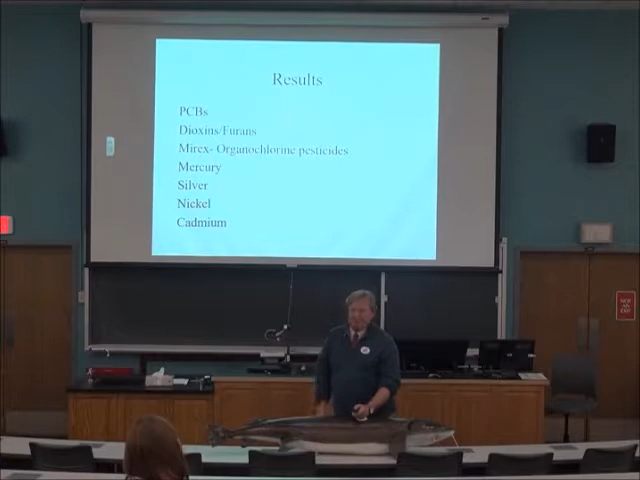 Results
PCBs
Dioxins/Furans
Mirex- Organochlorine pesticides
Mercury
Silver
Nickel
Cadmium